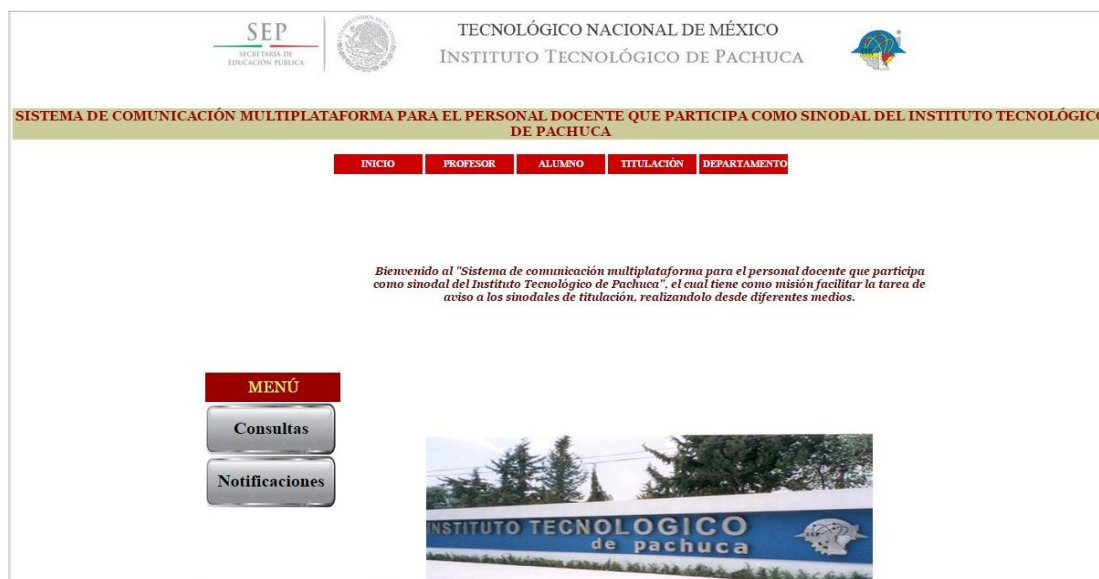 SEP
SECRETARÍA DE
EDUCACIÓN PÚBLICA
TECNOLÓGICO NACIONAL DE MÉXICO
INSTITUTO TECNOLÓGICO DE PACHUCA
SISTEMA DE COMUNICACIÓN MULTIPLATAFORMA PARA EL PERSONAL DOCENTE QUE PARTICIPA COMO SINODAL DEL INSTITUTO TECNOLÓGICO
DE PACHUCA
INICIO PROFESOR ALUMNO TITULACIÓN DEPARTAMENTO
Bienvenido al "Sistema de comunicación multiplataforma para el personal docente que participa
como sinodal del Instituto Tecnológico de Pachuca", el cual tiene como misión facilitar la tarea de
aviso a los sinodales de titulación, realizandolo desde diferentes medios.
MENÚ
Consultas
Notificaciones
INSTITUTO TECNOLOGICO
de pachuca